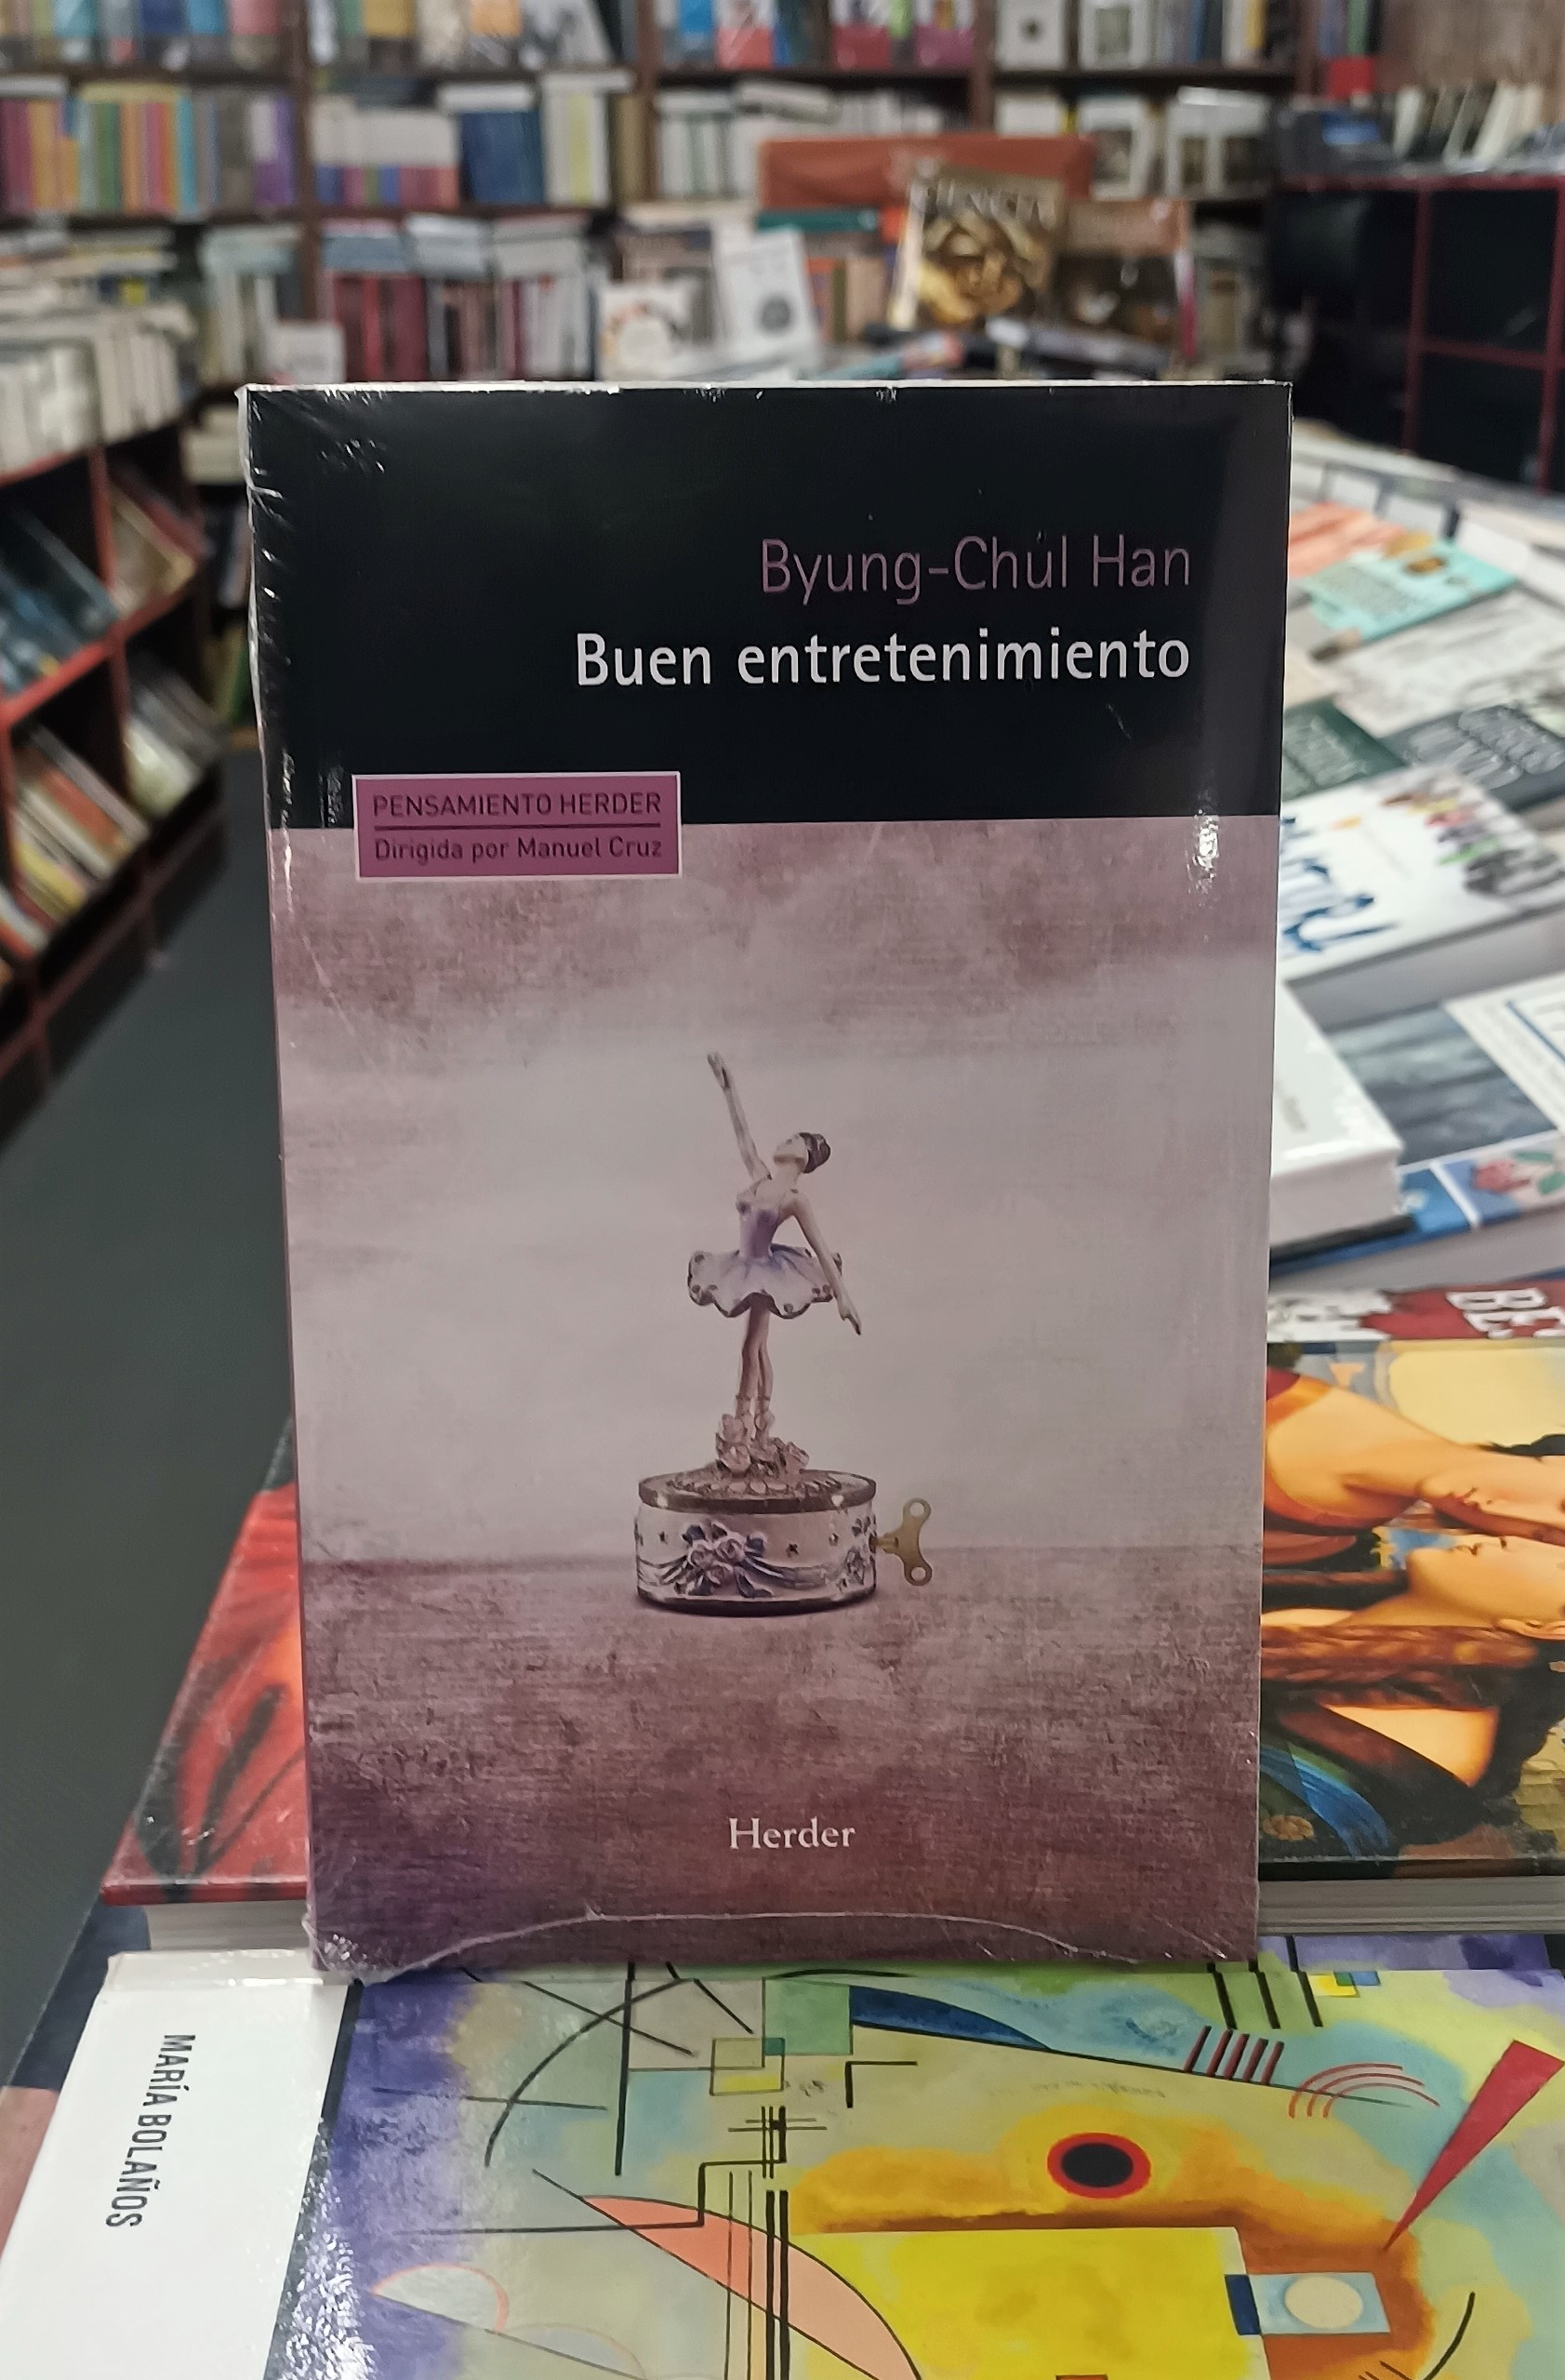 Byung-Chul Han
Buen entretenimiento
PENSAMIENTO HERDER
Dirigida por Manuel Cruz
Herder
MARÍA BOLAÑOS